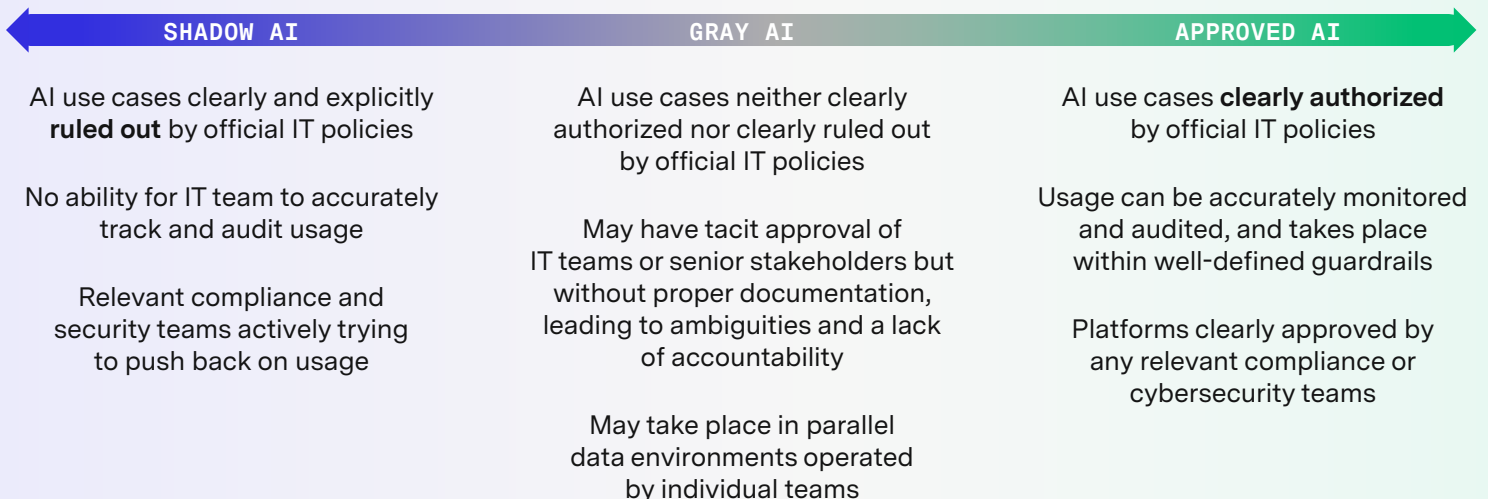 SHADOW AI
GRAY AI
APPROVED AI
AI use cases clearly and explicitly
ruled out by official IT policies
No ability for IT team to accurately
track and audit usage
Relevant compliance and
security teams actively trying
to push back on usage
AI use cases neither clearly
authorized nor clearly ruled out
by official IT policies
May have tacit approval of
IT teams or senior stakeholders but
without proper documentation,
leading to ambiguities and a lack
of accountability
May take place in parallel
data environments operated
by individual teams
AI use cases clearly authorized
by official IT policies
Usage can be accurately monitored
and audited, and takes place
within well-defined guardrails
Platforms clearly approved by
any relevant compliance or
cybersecurity teams